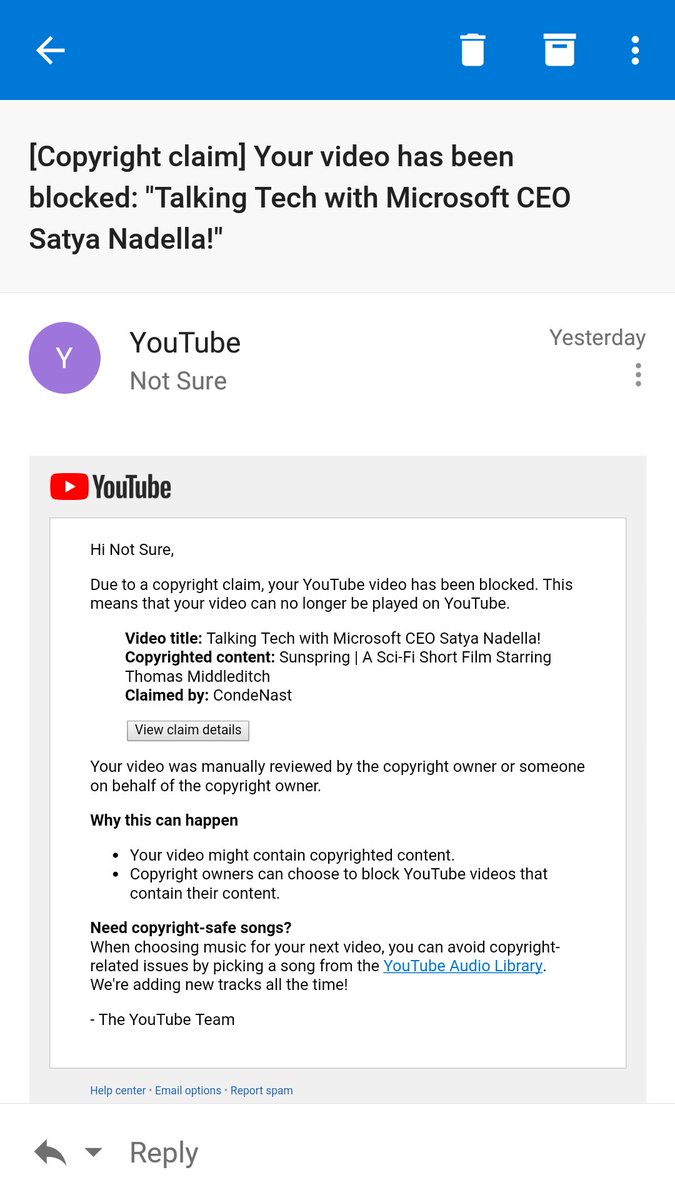 [Copyright claim] Your video has been
blocked: "Talking Tech with Microsoft CEO
Satya Nadella!"
Y
YouTube
Yesterday
Not Sure
YouTube
Hi Not Sure,
Due to a copyright claim, your YouTube video has been blocked. This
means that your video can no longer be played on YouTube.
Video title: Talking Tech with Microsoft CEO Satya Nadella!
Copyrighted content: Sunspring | A Sci-Fi Short Film Starring
Thomas Middleditch
Claimed by: CondeNast
View claim details
Your video was manually reviewed by the copyright owner or someone
on behalf of the copyright owner.
Why this can happen
• Your video might contain copyrighted content.
• Copyright owners can choose to block YouTube videos that
contain their content.
Need copyright-safe songs?
When choosing music for your next video, you can avoid copyright-
related issues by picking a song from the YouTube Audio Library.
We're adding new tracks all the time!
- The YouTube Team
Help center • Email options • Report spam
Reply